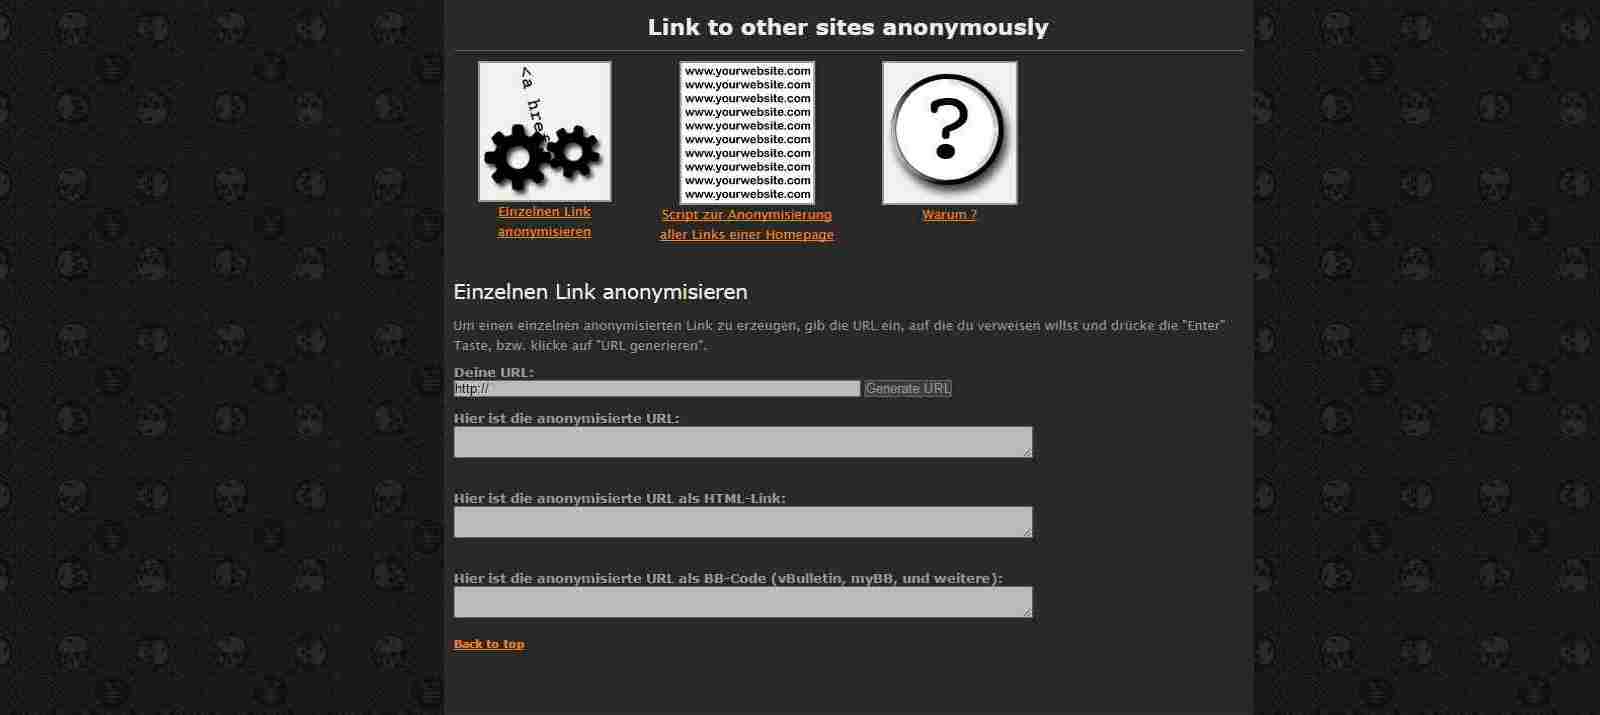 Link to other sites anonymously
<a href=
www.yourwebsite.com
www.yourwebsite.com
www.yourwebsite.com
www.yourwebsite.com
www.yourwebsite.com
www.yourwebsite.com
www.yourwebsite.com
www.yourwebsite.com
www.yourwebsite.com
www.yourwebsite.com
?
Einzelnen Link
anonymisieren
Script zur Anonymisierung
aller Links einer Homepage
Warum ?
Einzelnen Link anonymisieren
Um einen einzelnen anonymisierten Link zu erzeugen, gib die URL ein, auf die du verweisen willst und drücke die "Enter"
Taste, bzw. klicke auf "URL generieren".
Deine URL:
http:// Generate URL
Hier ist die anonymisierte URL:
Hier ist die anonymisierte URL als HTML-Link:
Hier ist die anonymisierte URL als BB-Code (vBulletin, myBB, und weitere):
Back to top